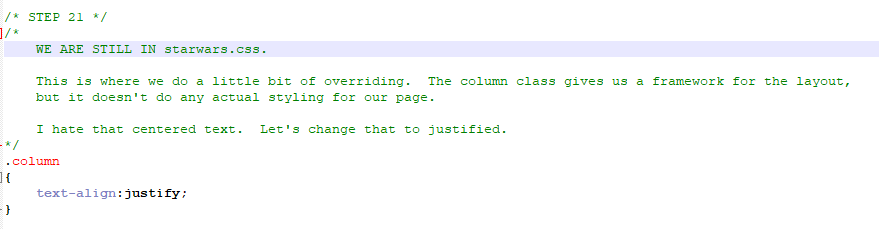 /* STEP 21 */
/*
WE ARE STILL IN starwars.css.
This is where we do a little bit of overriding.  The column class gives us a framework for the layout,
but it doesn't do any actual styling for our page.
I hate that centered text.  Let's change that to justified.
*/
.column
{
text-align:justify;
}